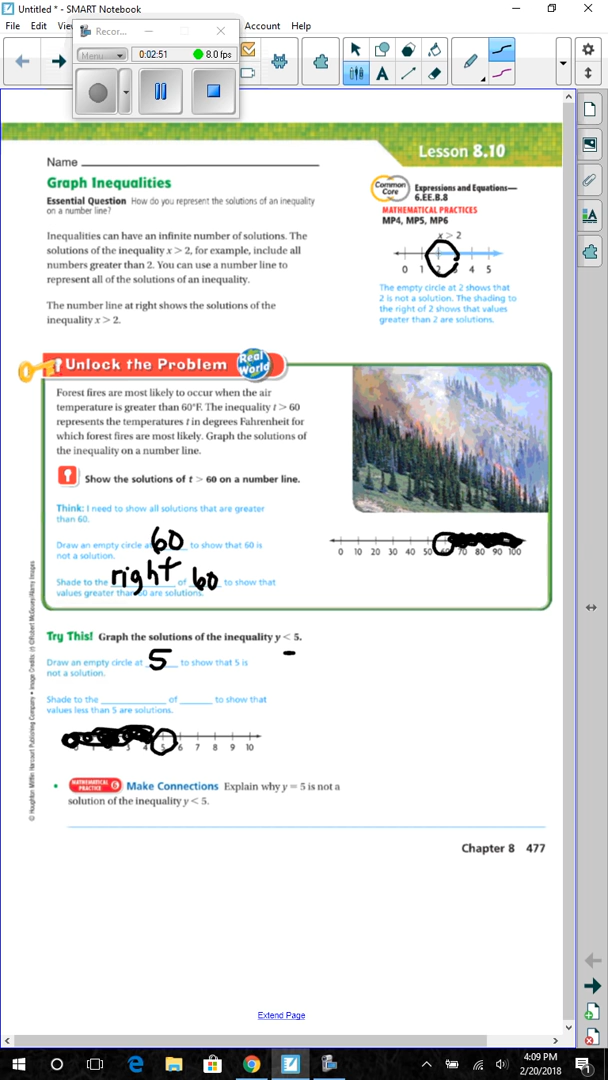 Untitled * - SMART Notebook
File Edit Account Help
Recor...
Menu 0:02:51 8.0 fps
Lesson 8.10
Name
Graph Inequalities
Essential Question How do you represent the solutions of an inequality
on a number line?
Common
Core
Expressions and Equations—
6.EE.B.8
MATHEMATICAL PRACTICES
MP4, MP5, MP6
Inequalities can have an infinite number of solutions. The
solutions of the inequality x > 2, for example, include all
numbers greater than 2. You can use a number line to
represent all of the solutions of an inequality.
The number line at right shows the solutions of the
inequality x > 2.
x > 2
0 1 2 3 4 5
The empty circle at 2 shows that
2 is not a solution. The shading to
the right of 2 shows that values
greater than 2 are solutions.
Unlock the Problem
Real
World
Forest fires are most likely to occur when the air
temperature is greater than 60°F. The inequality t > 60
represents the temperatures t in degrees Fahrenheit for
which forest fires are most likely. Graph the solutions of
the inequality on a number line.
Show the solutions of t > 60 on a number line.
Think: I need to show all solutions that are greater
than 60.
Draw an empty circle at 60 to show that 60 is
not a solution.
Shade to the right of 60 to show that
values greater than 60 are solutions.
0 10 20 30 40 50 60 70 80 90 100
Try This! Graph the solutions of the inequality y < 5.
Draw an empty circle at 5 to show that 5 is
not a solution.
Shade to the of to show that
values less than 5 are solutions.
3 4 5 6 7 8 9 10
• MATHEMATICAL PRACTICE 6 Make Connections Explain why y = 5 is not a
solution of the inequality y < 5.
Chapter 8 477
Extend Page
4:09 PM
2/20/2018